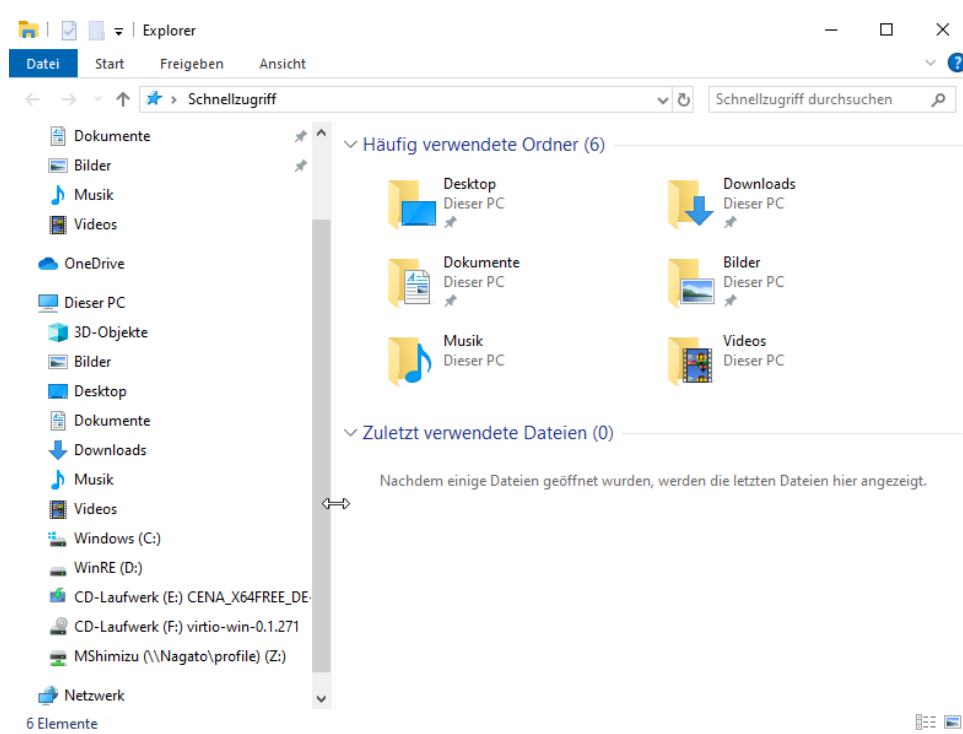 Explorer
Datei Start Freigeben Ansicht ?
Schnellzugriff Schnellzugriff durchsuchen
Dokumente
Bilder
Musik
Videos
OneDrive
Dieser PC
3D-Objekte
Bilder
Desktop
Dokumente
Downloads
Musik
Videos
Windows (C:)
WinRE (D:)
CD-Laufwerk (E:) CENA_X64FREE_DE-
CD-Laufwerk (F:) virtio-win-0.1.271
MShimizu (\\Nagato\profile) (Z:)
Netzwerk
Häufig verwendete Ordner (6)
Desktop
Dieser PC
Downloads
Dieser PC
Dokumente
Dieser PC
Bilder
Dieser PC
Musik
Dieser PC
Videos
Dieser PC
Zuletzt verwendete Dateien (0)
Nachdem einige Dateien geöffnet wurden, werden die letzten Dateien hier angezeigt.
6 Elemente